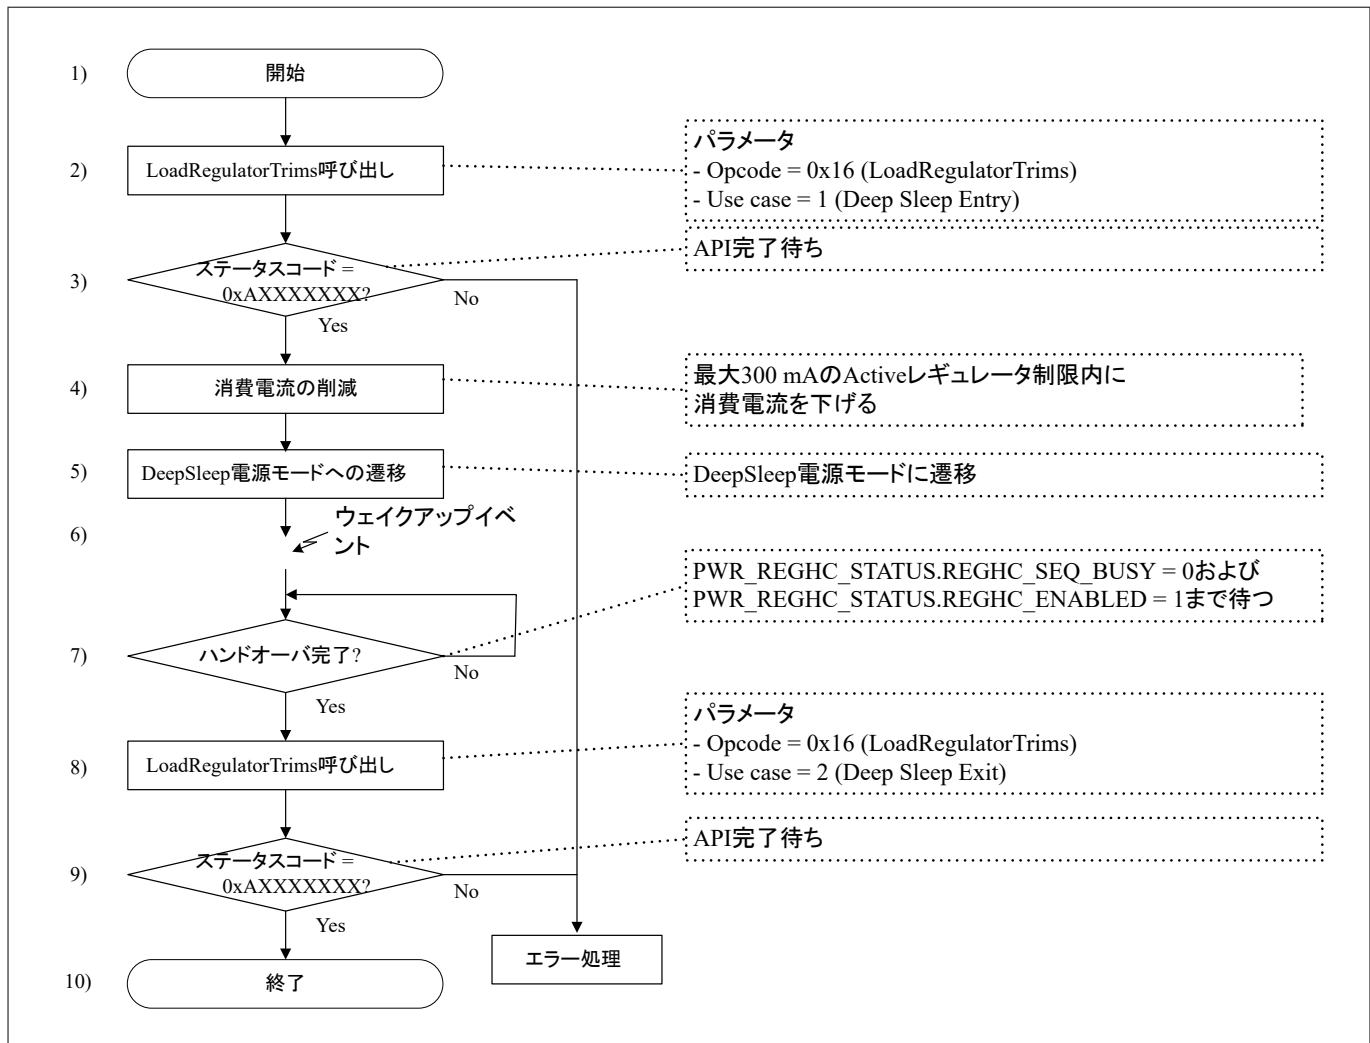 1)
開始
2)
LoadRegulatorTrims呼び出し
パラメータ
- Opcode = 0x16 (LoadRegulatorTrims)
- Use case = 1 (Deep Sleep Entry)
3)
ステータスコード =
0xAXXXXXXX?
API完了待ち
No
Yes
4)
消費電流の削減
最大300 mAのActiveレギュレータ制限内に
消費電流を下げる
5)
DeepSleep電源モードへの遷移
DeepSleep電源モードに遷移
6)
ウェイクアップイベ
ント
7)
ハンドオーバ完了?
PWR_REGHC_STATUS.REGHC_SEQ_BUSY = 0および
PWR_REGHC_STATUS.REGHC_ENABLED = 1まで待つ
No
Yes
8)
LoadRegulatorTrims呼び出し
パラメータ
- Opcode = 0x16 (LoadRegulatorTrims)
- Use case = 2 (Deep Sleep Exit)
9)
ステータスコード =
0xAXXXXXXX?
API完了待ち
No
Yes
エラー処理
10)
終了